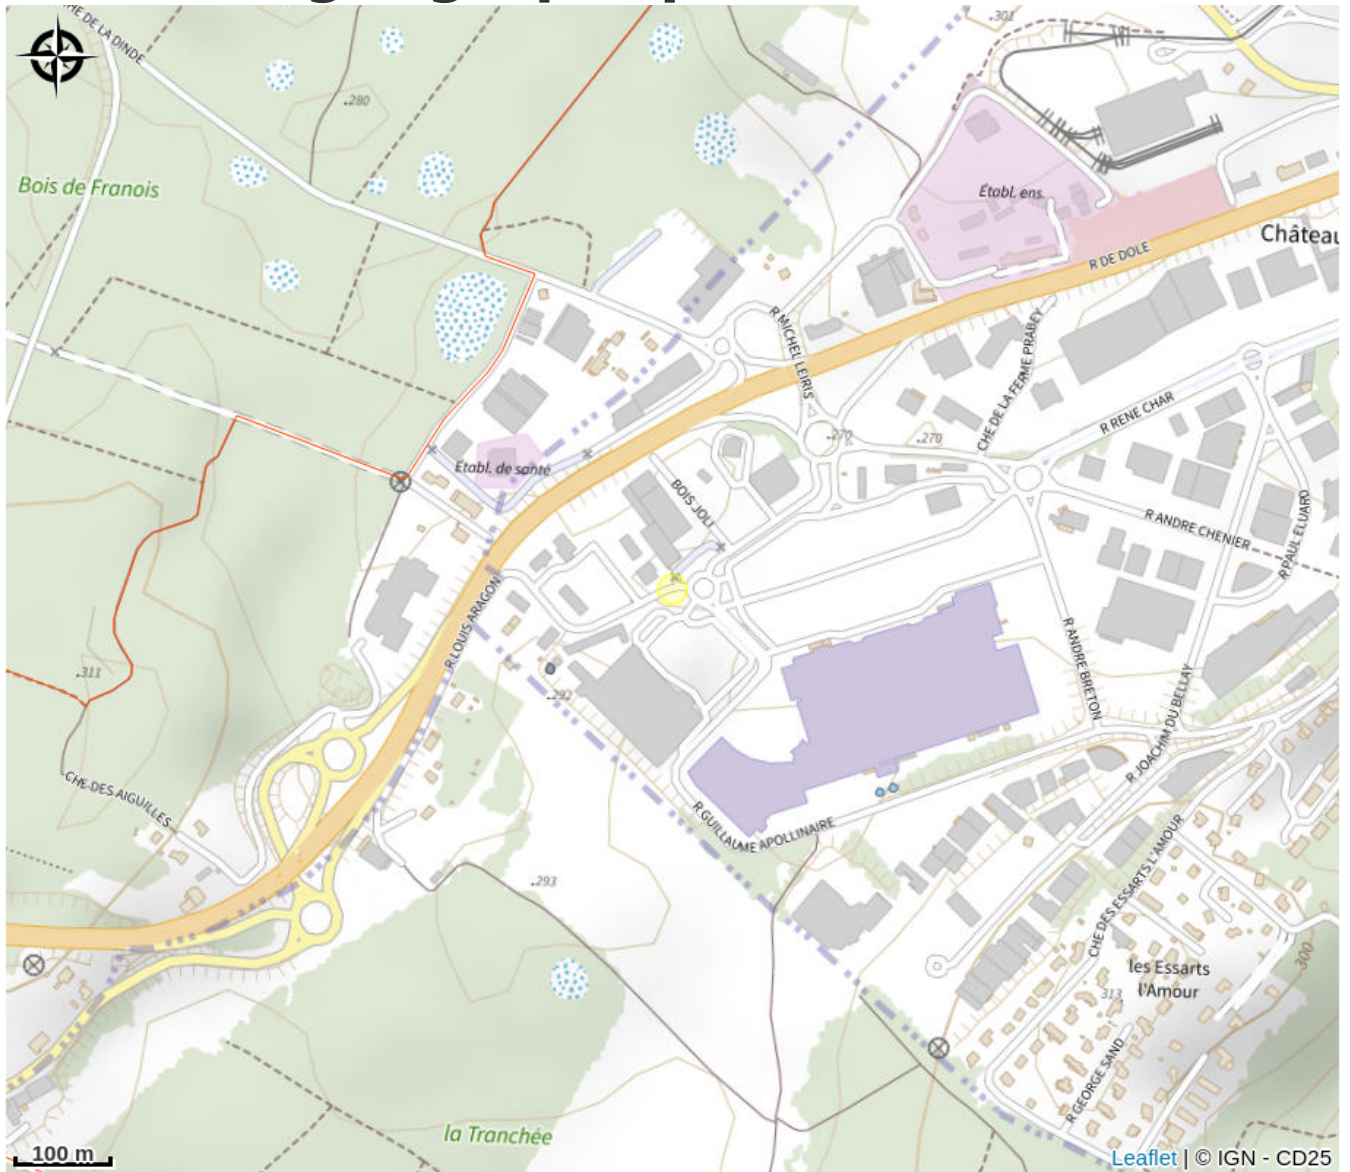 301
HE DE LA DINDE
.280
Bois de Franois
Établ. ens.
Château
R DE DOLE
R MICHEL LEIRIS
CHE DE LA FERME PRABEY
R RENE CHAR
.270
.270
Établ. de santé
BOIS JOLI
R ANDRE CHENIER
R PAUL ELUARD
R LOUIS ARAGON
R ANDRE BRETON
.311
.292
R JOACHIM DU BELLAY
CHE DES AIGUILLES
R GUILLAUME APOLLINAIRE
.293
CHE DES ESSARTS L'AMOUR
les Essarts
l'Amour
313
300
R GEORGE SAND
la Tranchée
100 m
Leaflet | © IGN - CD25